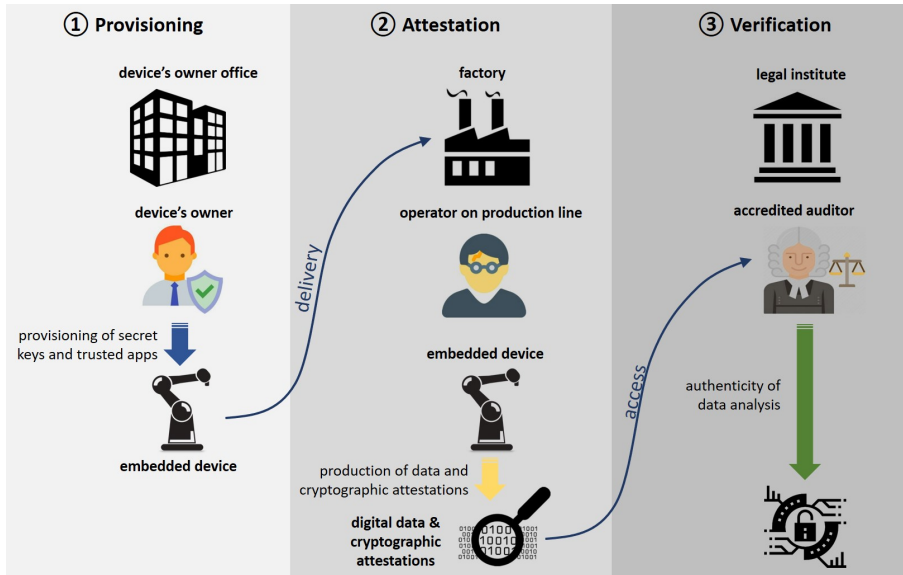 ① Provisioning
device's owner office
device's owner
provisioning of secret
keys and trusted apps
embedded device
delivery
② Attestation
factory
operator on production line
embedded device
production of data and
cryptographic attestations
digital data &
cryptographic
attestations
access
③ Verification
legal institute
accredited auditor
authenticity of
data analysis